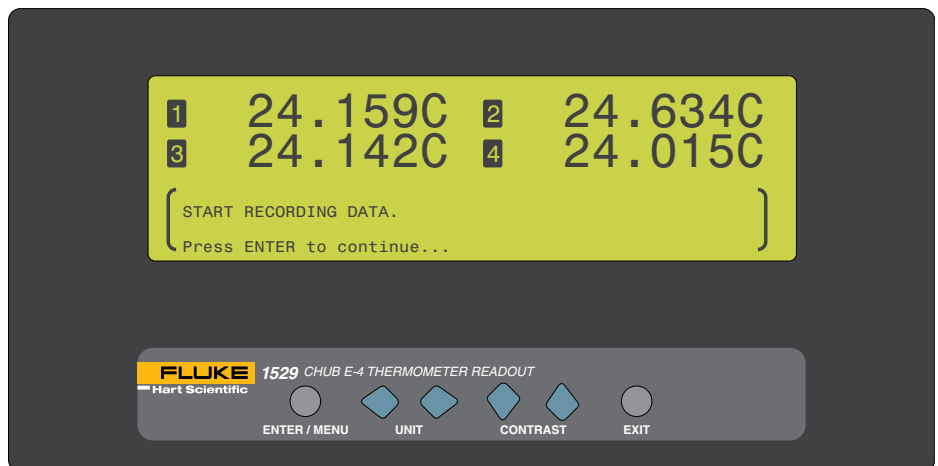 1 24.159C 2 24.634C
3 24.142C 4 24.015C
START RECORDING DATA.
Press ENTER to continue...
FLUKE
Hart Scientific
1529 CHUB E-4 THERMOMETER READOUT
ENTER / MENU UNIT CONTRAST EXIT